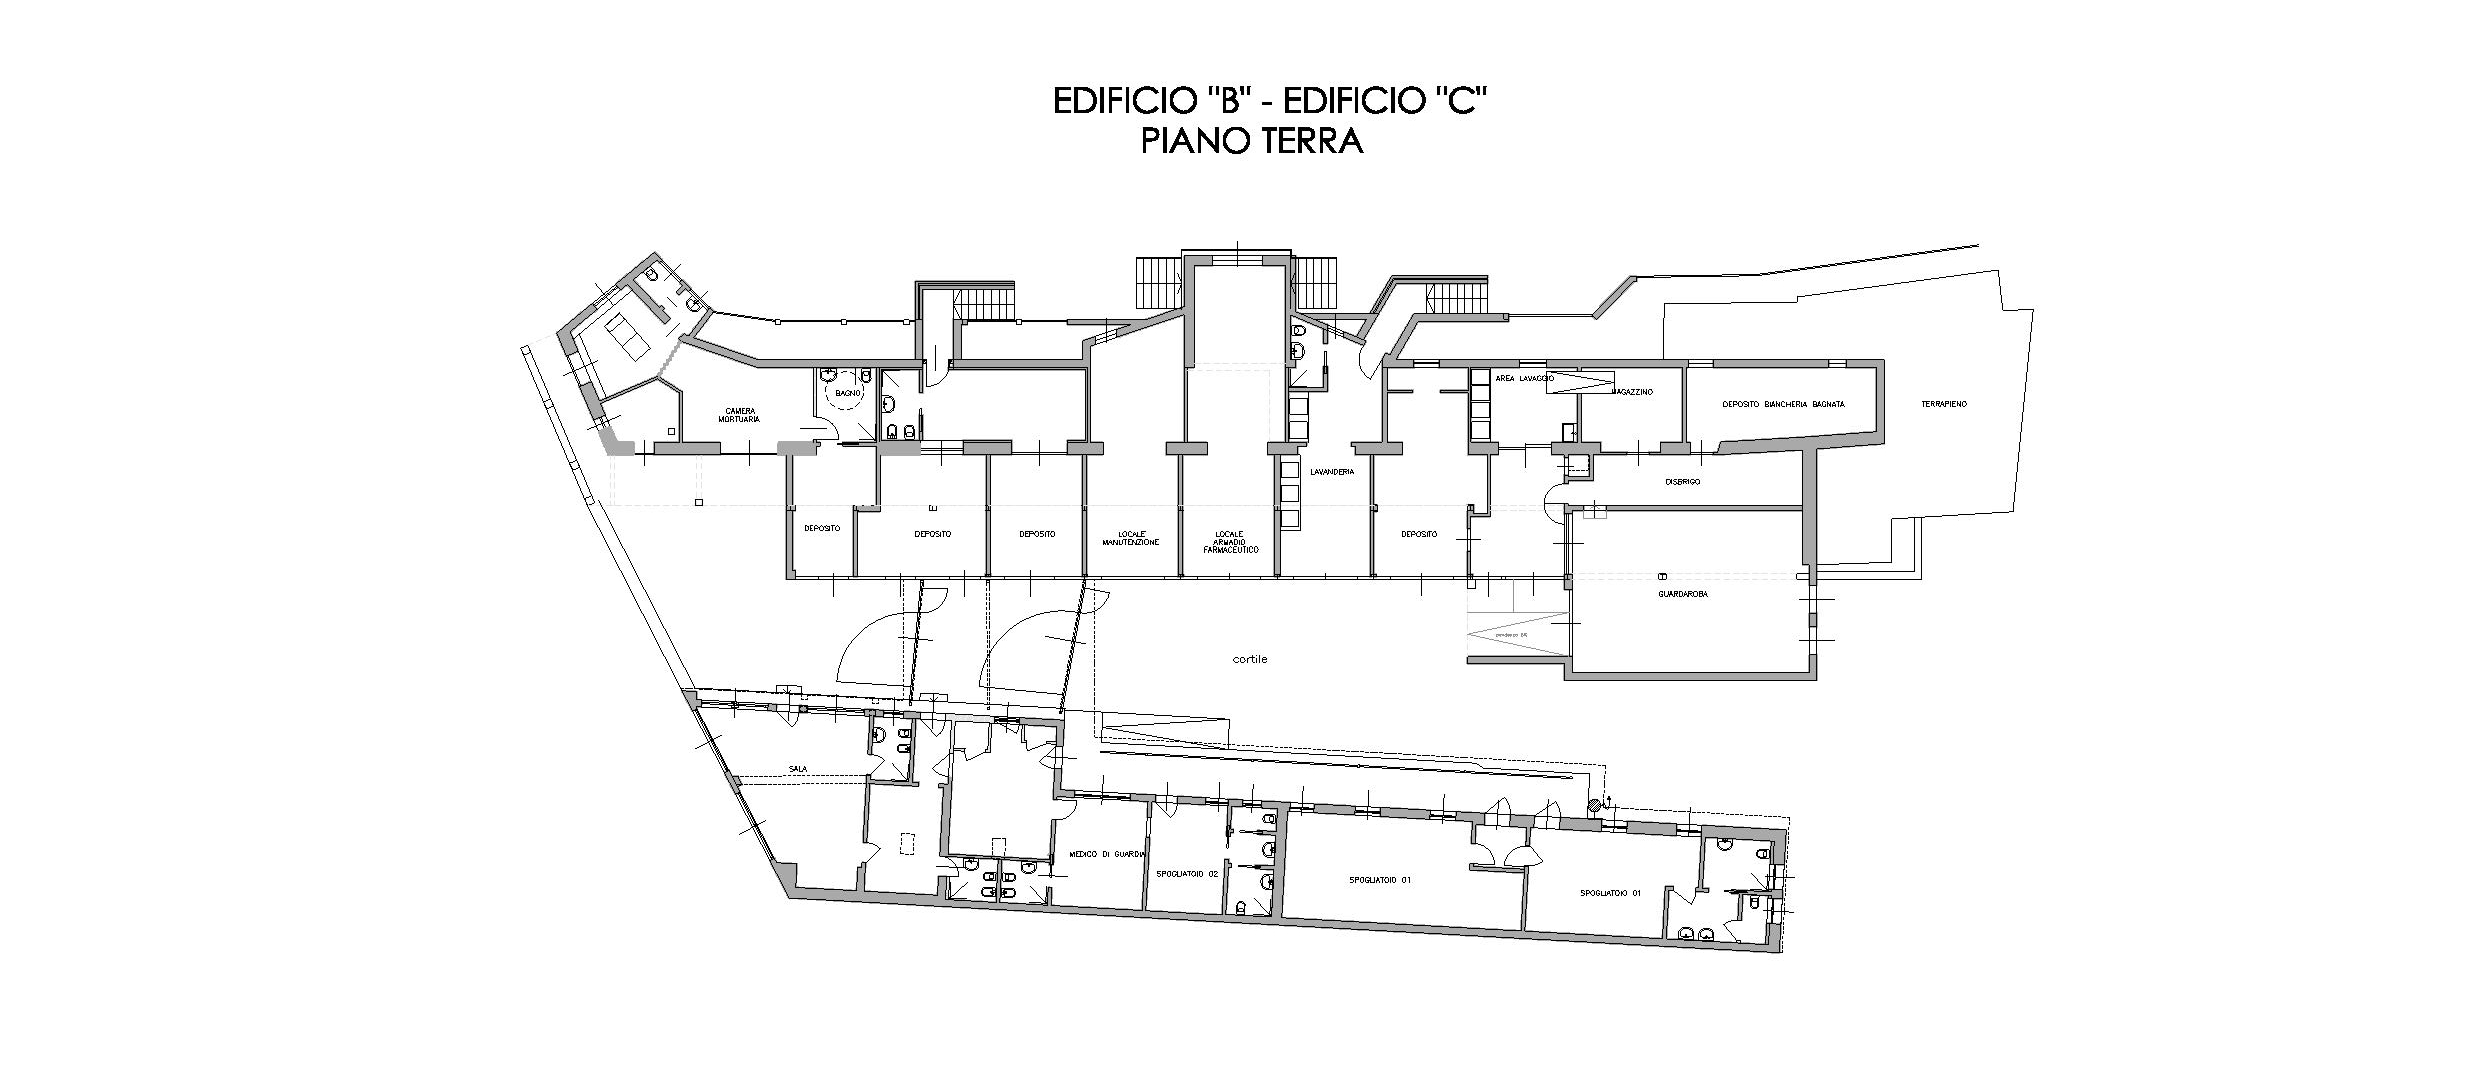 EDIFICIO "B" - EDIFICIO "C"
PIANO TERRA
CAMERA
MORTUARIA
BAGNO
AREA LAVAGGIO
MAGAZZINO
DEPOSITO BIANCHERIA BAGNATA
TERRAPIENO
LAVANDERIA
DISBRIGO
DEPOSITO
DEPOSITO
DEPOSITO
LOCALE
MANUTENZIONE
LOCALE
ARMADIO
FARMACEUTICO
DEPOSITO
GUARDAROBA
cortile
SALA
MEDICO DI GUARDIA
SPOGLIATOIO 02
SPOGLIATOIO 01
SPOGLIATOIO 01